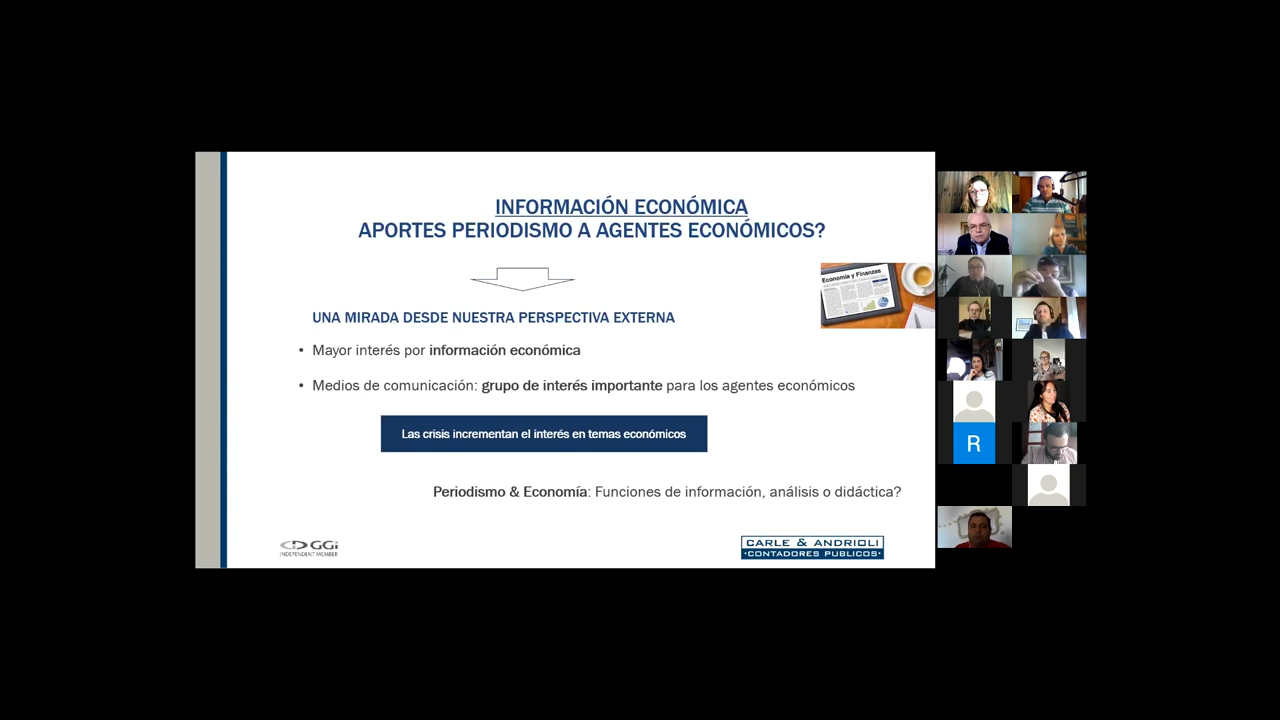 INFORMACIÓN ECONÓMICA
APORTES PERIODISMO A AGENTES ECONÓMICOS?
Economía y Finanzas
UNA MIRADA DESDE NUESTRA PERSPECTIVA EXTERNA
• Mayor interés por información económica
• Medios de comunicación: grupo de interés importante para los agentes económicos
Las crisis incrementan el interés en temas económicos
R
Periodismo & Economía: Funciones de información, análisis o didáctica?
GGi
INDEPENDENT MEMBER
CARLE & ANDRIOLI
•CONTADORES PUBLICOS•